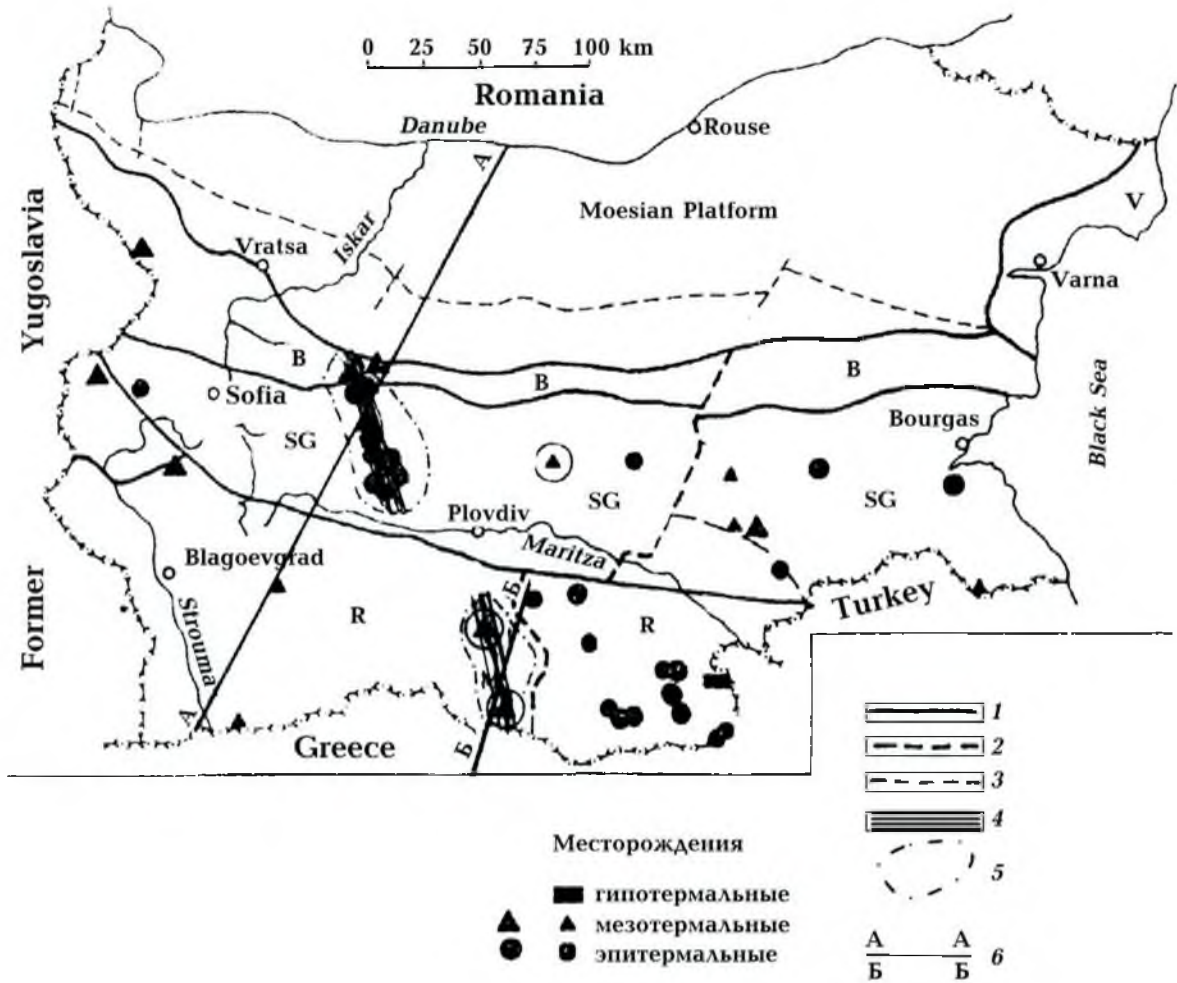 0 25 50 75 100 km
Romania
Danube
Rouse
А
Moesian Platform
V
Iskar
Vratsa
Varna
Yugoslavia
В
В
В
Sofia
Bourgas
Black Sea
SG
SG
SG
Plovdiv
Maritza
Blagoevgrad
Former
Strouma
R
Б
R
Turkey
А
Б
Greece
1
2
3
4
5
А А 6
Б Б
Месторождения
гипотермальные
мезотермальные
эпитермальные